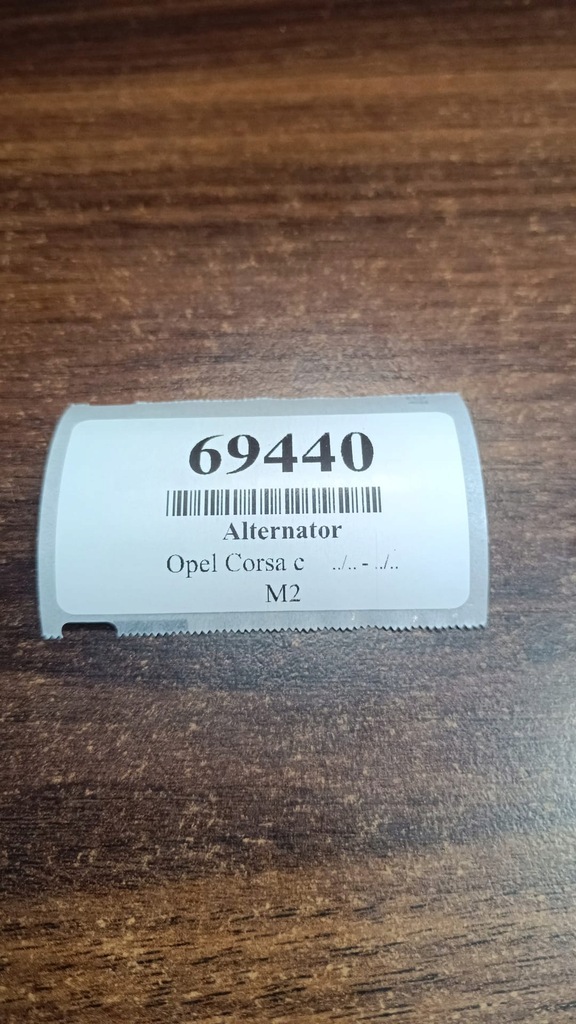 69440
Alternator
Opel Corsa c ../.. - ../..
M2